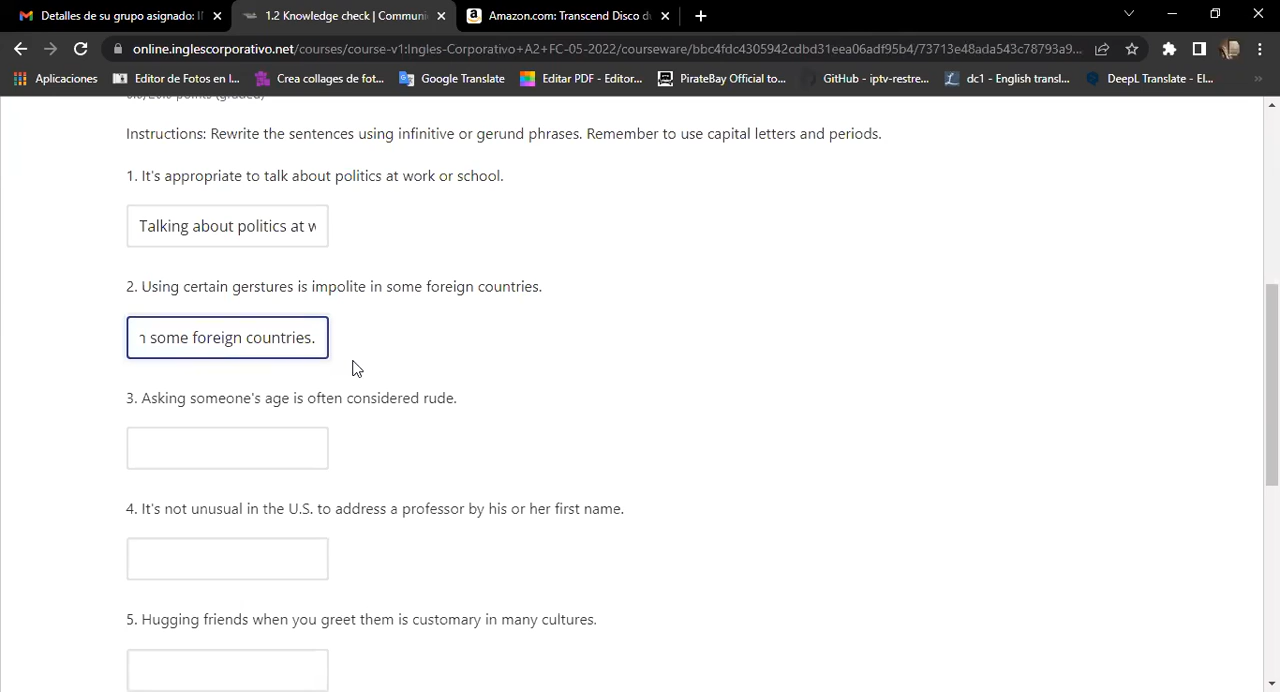 Detalles de su grupo asignado: I
1.2 Knowledge check | Communi
Amazon.com: Transcend Disco d
online.inglescorporativo.net/courses/course-v1:Ingles-Corporativo+A2+FC-05-2022/courseware/bbc4fdc4305942cdbd31eea06adf95b4/73713e48ada543c78793a9...
Aplicaciones
Editor de Fotos en l...
Crea collages de fot...
Google Translate
Editar PDF - Editor...
PirateBay Official to...
GitHub - iptv-restre...
dc1 - English transl...
DeepL Translate - El...
Instructions: Rewrite the sentences using infinitive or gerund phrases. Remember to use capital letters and periods.
1. It's appropriate to talk about politics at work or school.
Talking about politics at w
2. Using certain gerstures is impolite in some foreign countries.
n some foreign countries.
3. Asking someone's age is often considered rude.
4. It's not unusual in the U.S. to address a professor by his or her first name.
5. Hugging friends when you greet them is customary in many cultures.